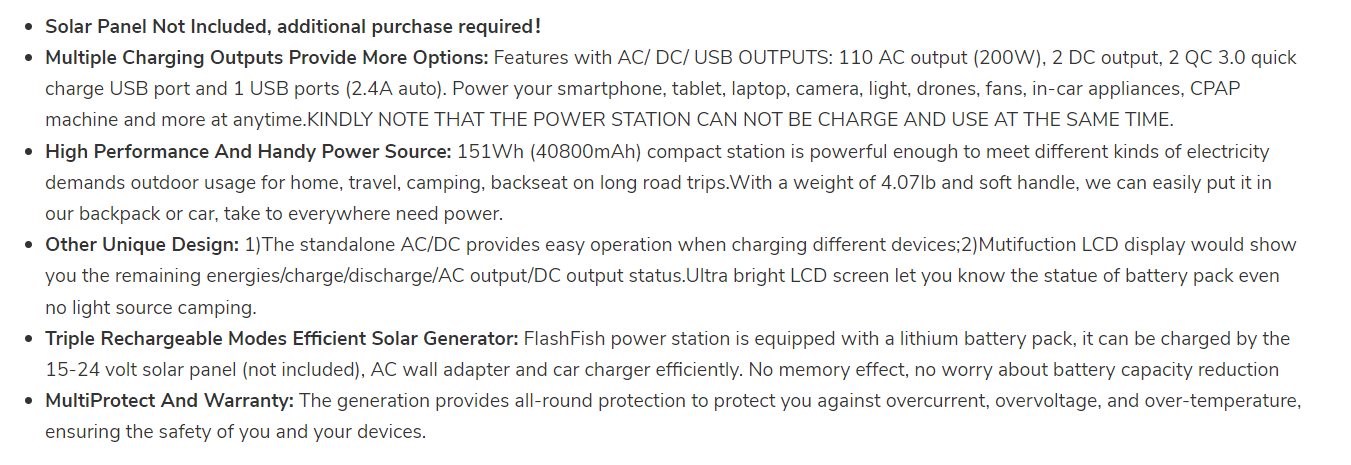 • Solar Panel Not Included, additional purchase required！
• Multiple Charging Outputs Provide More Options: Features with AC/ DC/ USB OUTPUTS: 110 AC output (200W), 2 DC output, 2 QC 3.0 quick
charge USB port and 1 USB ports (2.4A auto). Power your smartphone, tablet, laptop, camera, light, drones, fans, in-car appliances, CPAP
machine and more at anytime.KINDLY NOTE THAT THE POWER STATION CAN NOT BE CHARGE AND USE AT THE SAME TIME.
• High Performance And Handy Power Source: 151Wh (40800mAh) compact station is powerful enough to meet different kinds of electricity
demands outdoor usage for home, travel, camping, backseat on long road trips.With a weight of 4.07lb and soft handle, we can easily put it in
our backpack or car, take to everywhere need power.
• Other Unique Design: 1)The standalone AC/DC provides easy operation when charging different devices;2)Mutifuction LCD display would show
you the remaining energies/charge/discharge/AC output/DC output status.Ultra bright LCD screen let you know the statue of battery pack even
no light source camping.
• Triple Rechargeable Modes Efficient Solar Generator: FlashFish power station is equipped with a lithium battery pack, it can be charged by the
15-24 volt solar panel (not included), AC wall adapter and car charger efficiently. No memory effect, no worry about battery capacity reduction
• MultiProtect And Warranty: The generation provides all-round protection to protect you against overcurrent, overvoltage, and over-temperature,
ensuring the safety of you and your devices.